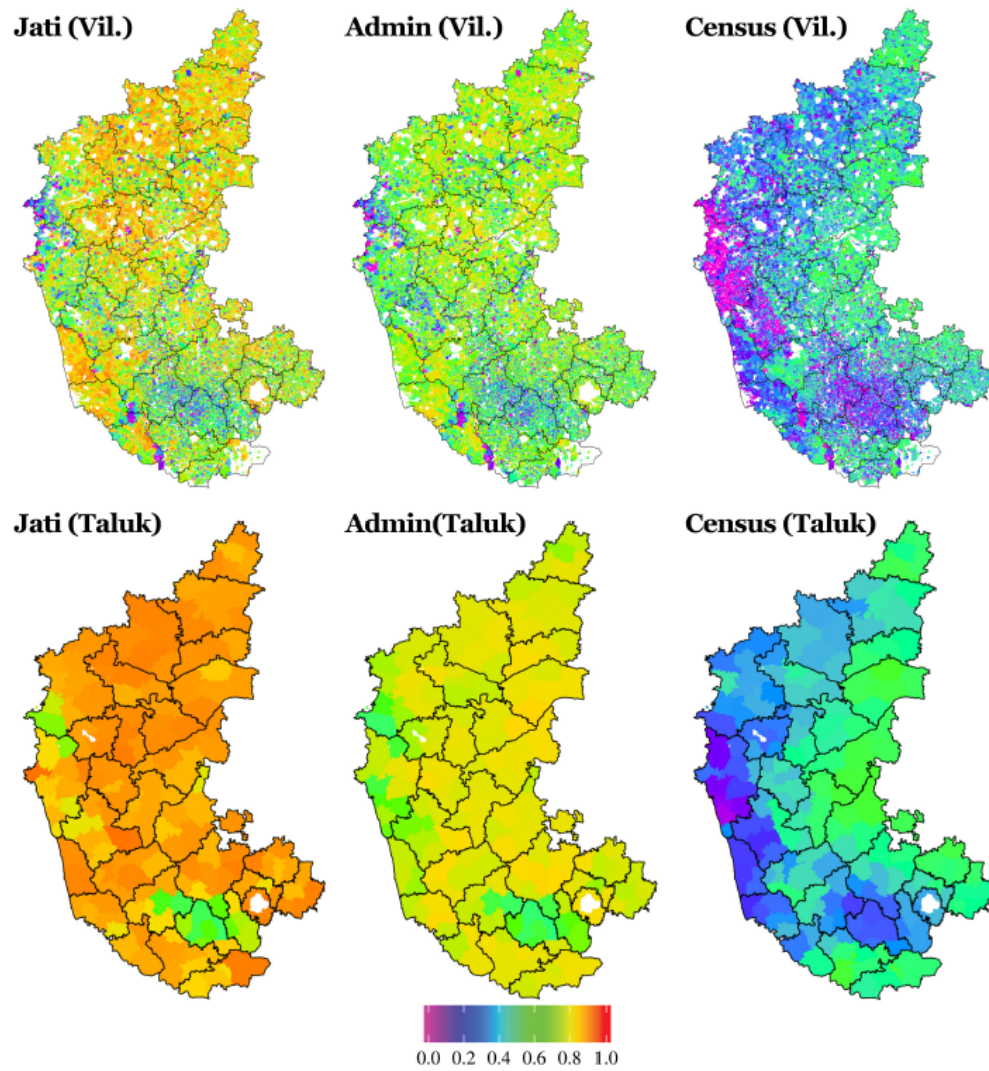 Jati (Vil.) Admin (Vil.) Census (Vil.)
Jati (Taluk) Admin(Taluk) Census (Taluk)
0.0 0.2 0.4 0.6 0.8 1.0